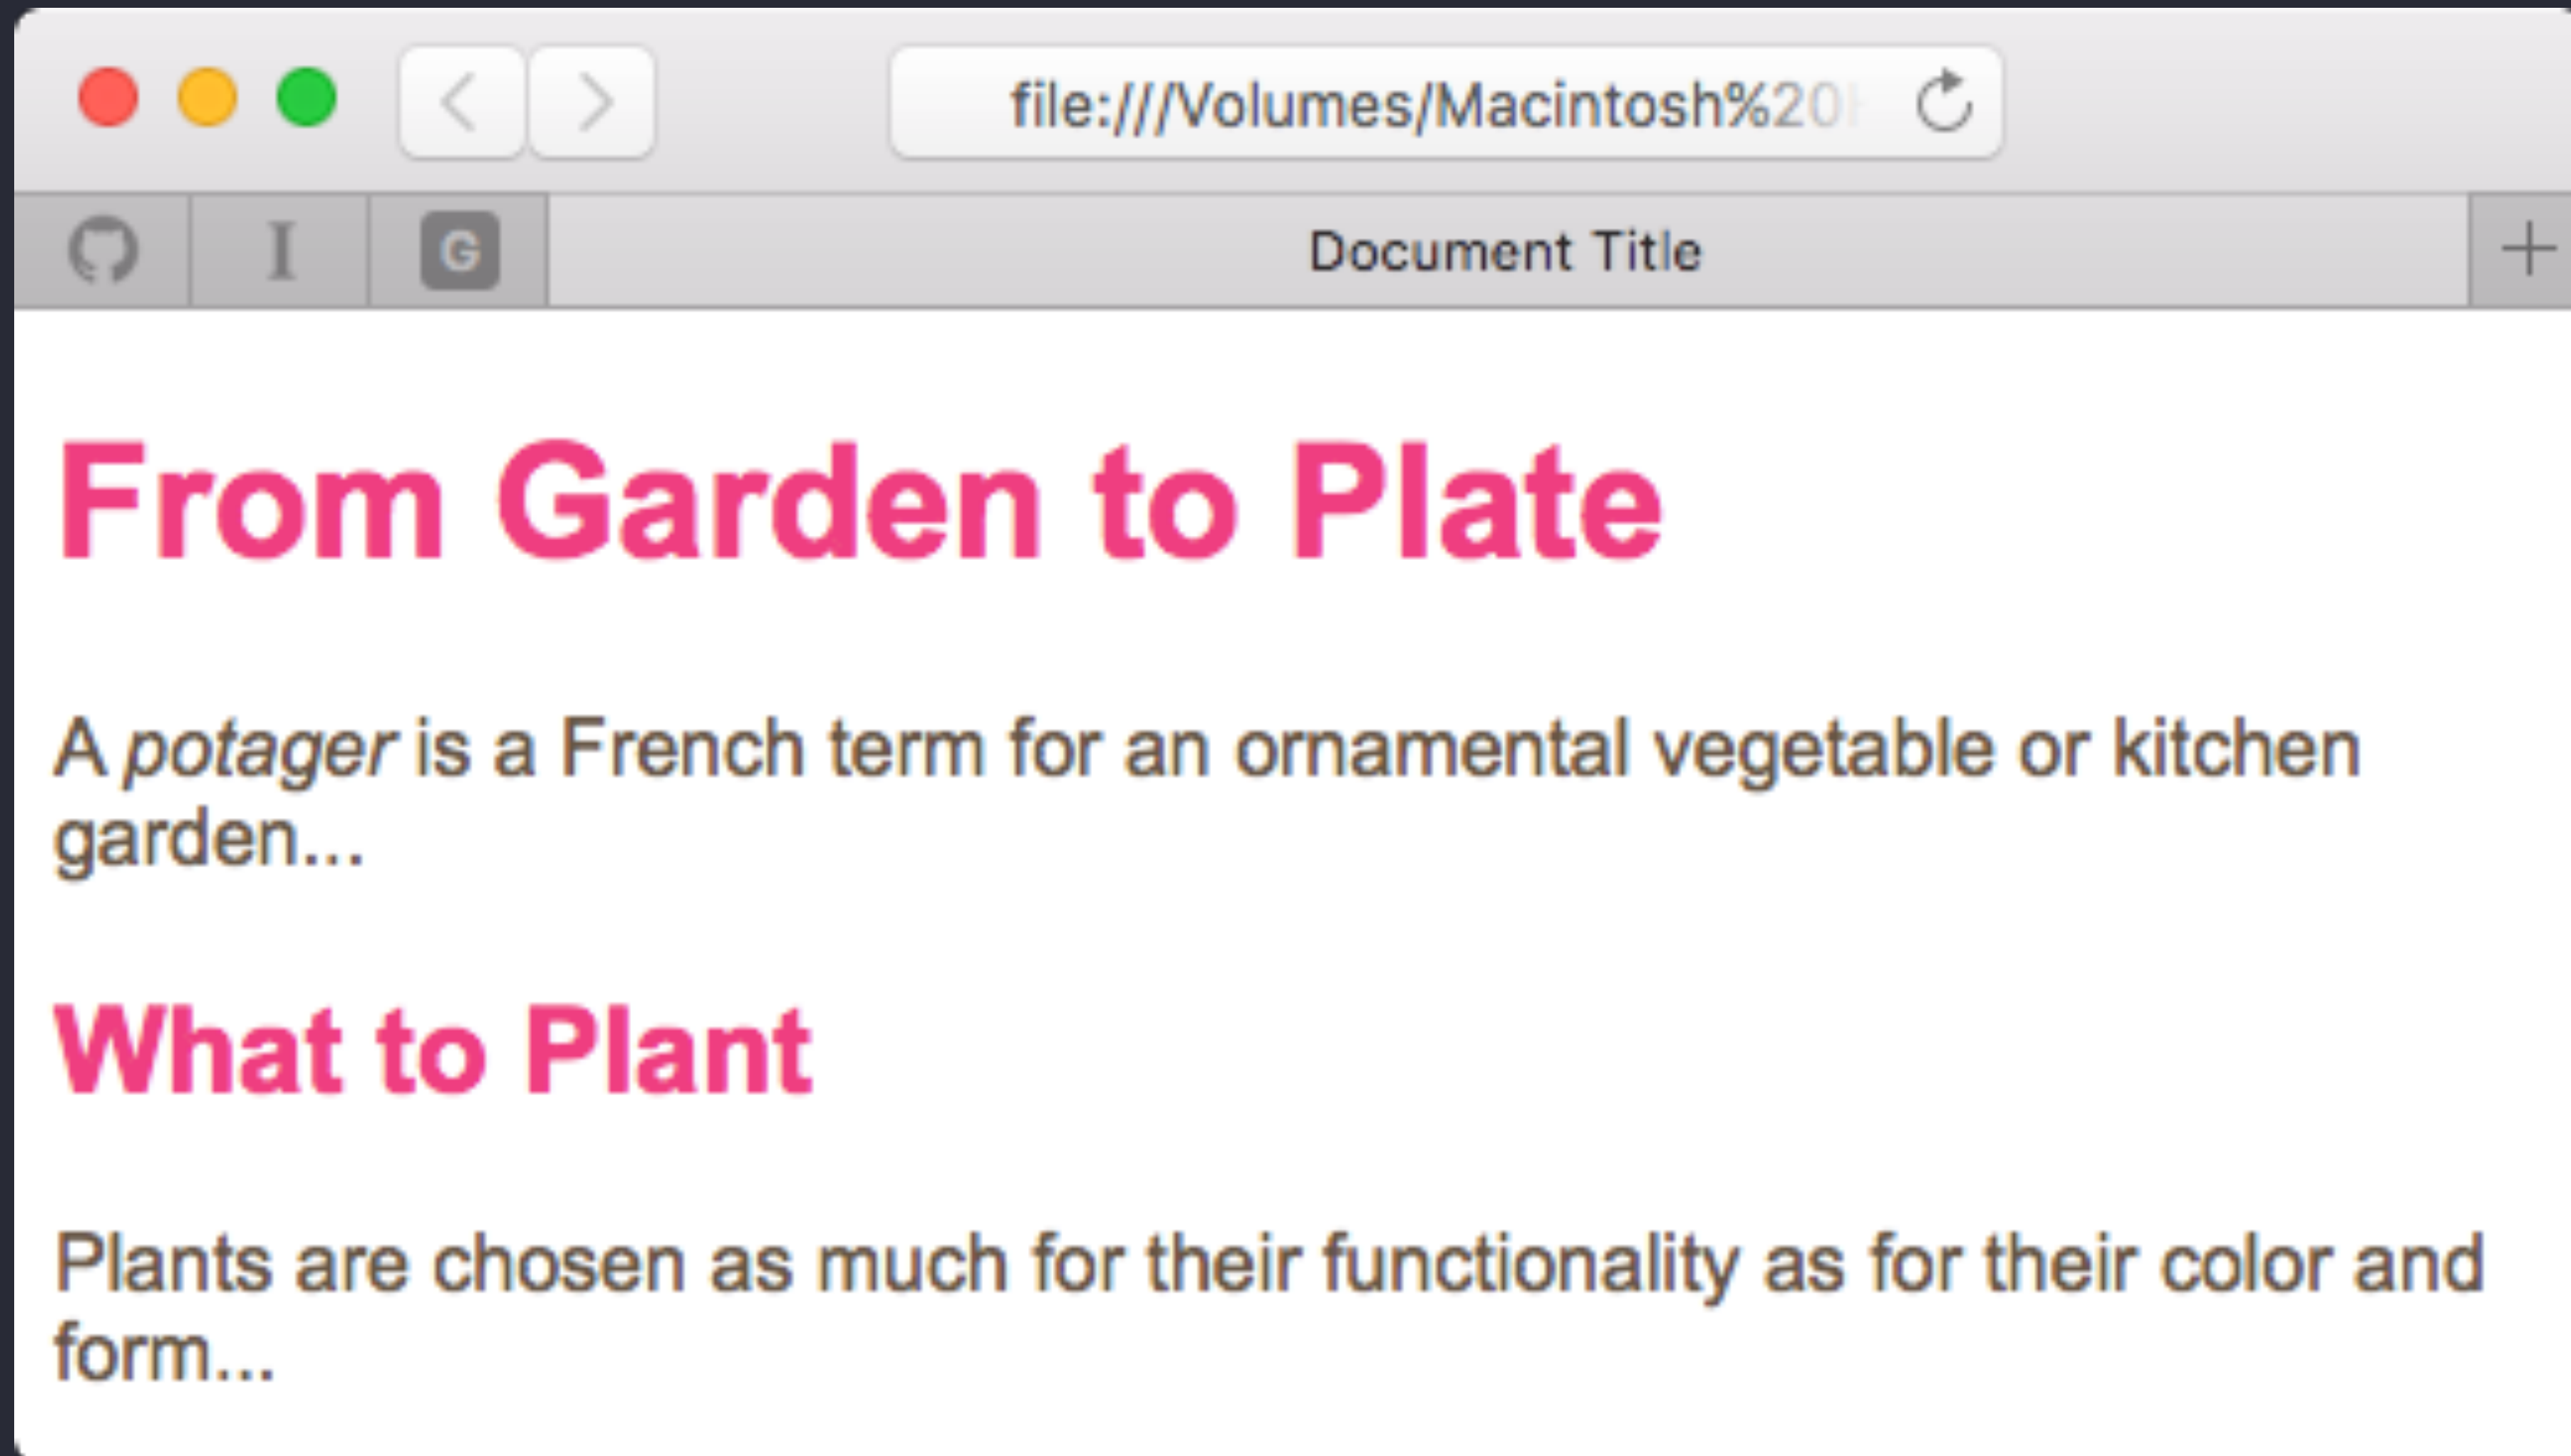 file:///Volumes/Macintosh%20
I G Document Title +
From Garden to Plate
A potager is a French term for an ornamental vegetable or kitchen
garden...
What to Plant
Plants are chosen as much for their functionality as for their color and
form...